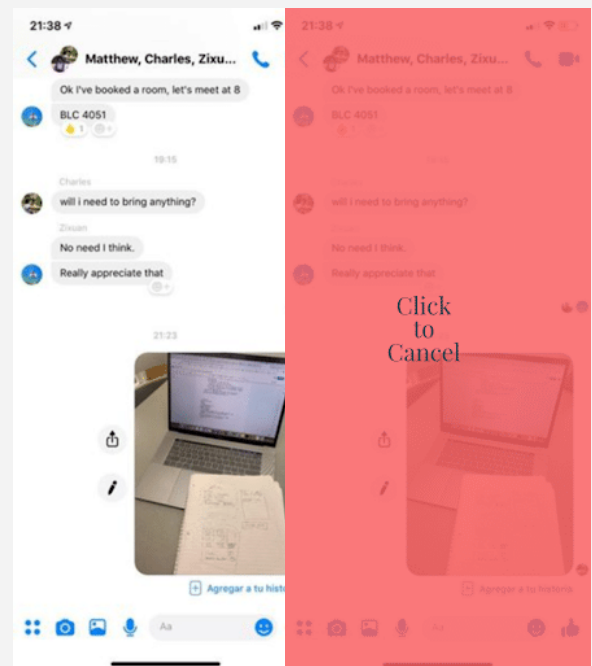 21:38
Matthew, Charles, Zixu...
Ok I've booked a room, let's meet at 8
BLC 4051
1
19:15
Charles
will i need to bring anything?
Zixuan
No need I think.
Really appreciate that
21:23
Agregar a tu histo
Aa
21:38
Matthew, Charles, Zixu...
Ok I've booked a room, let's meet at 8
BLC 4051
1
will i need to bring anything?
No need I think.
Really appreciate that
Click
to
Cancel
Agregar a tu historia
Aa